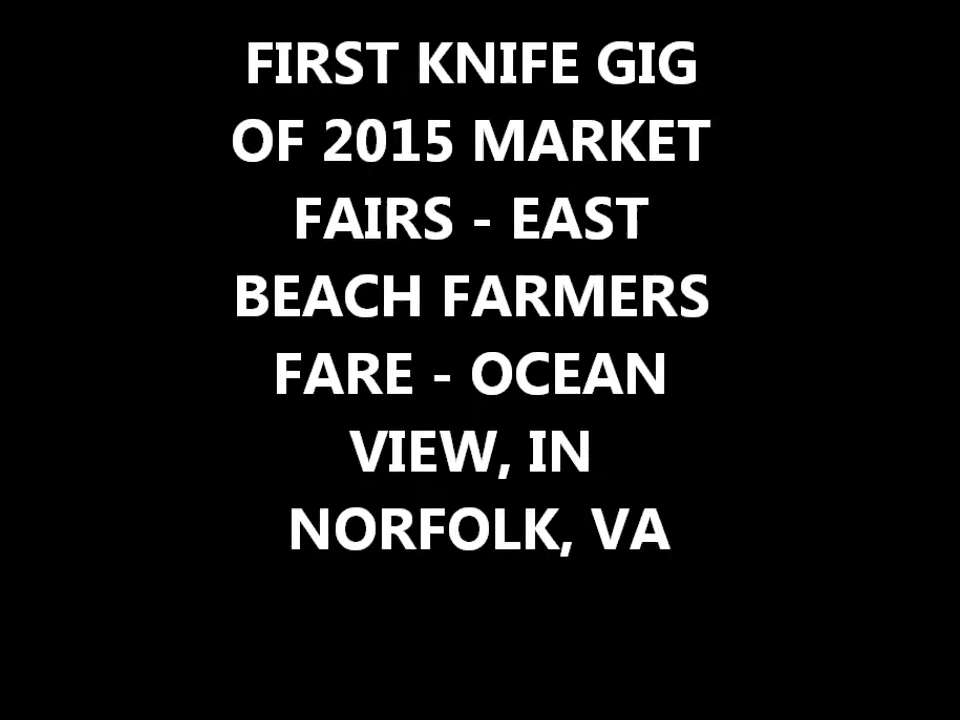 FIRST KNIFE GIG
OF 2015 MARKET
FAIRS - EAST
BEACH FARMERS
FARE - OCEAN
VIEW, IN
NORFOLK, VA